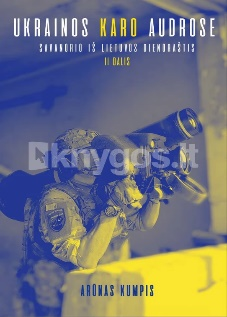 UKRAINOS KARO AUDROSE
SAVANORIO IŠ LIETUVOS DIENORAŠTIS
II DALIS
knygos.lt
ARŪNAS KUMPIS